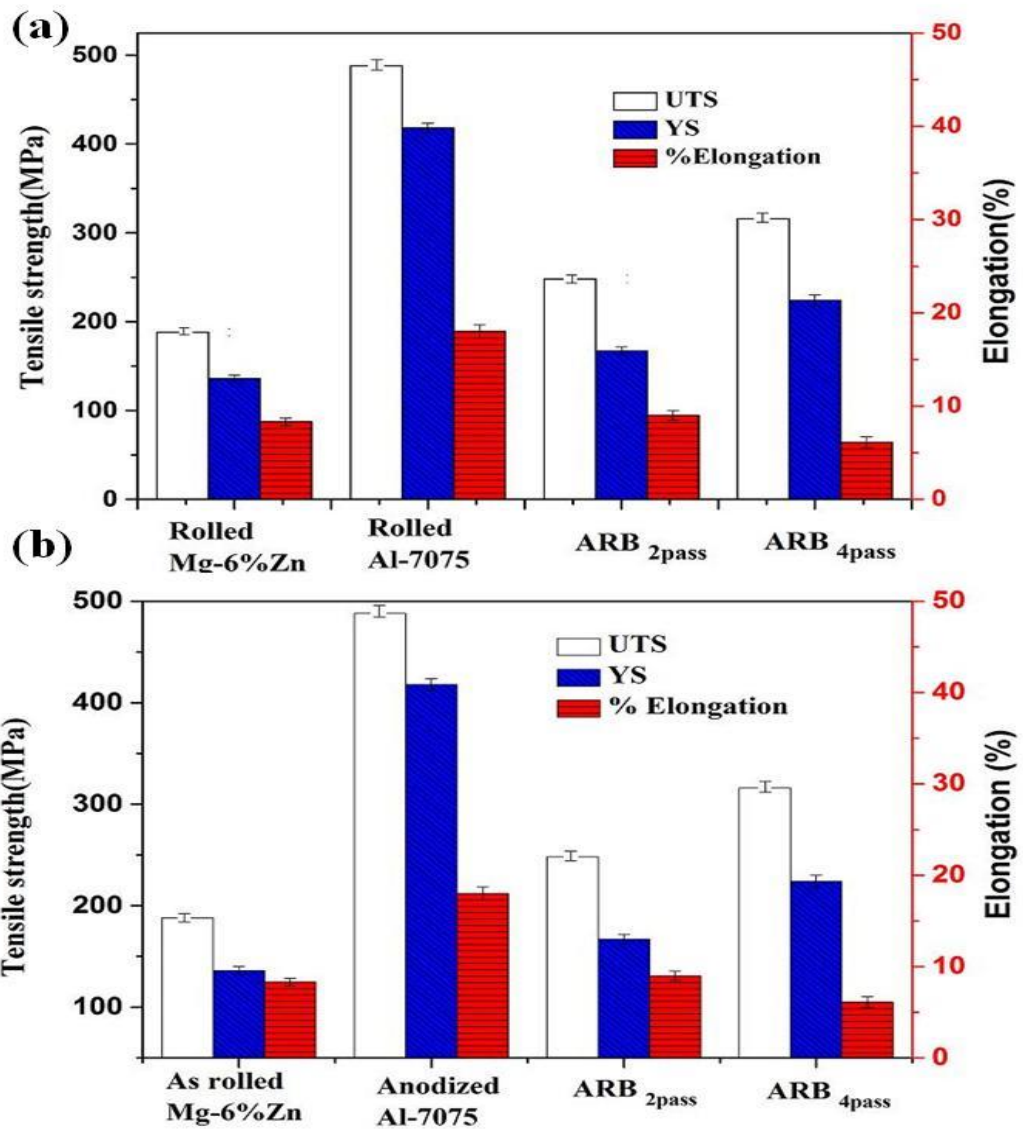 (a)
500
400
300
200
100
0
Tensile strength(MPa)
UTS
YS
%Elongation
50
40
30
20
10
0
Elongation(%)
Rolled
Mg-6%Zn
Rolled
Al-7075
ARB 2pass
ARB 4pass
(b)
500
400
300
200
100
Tensile strength(MPa)
UTS
YS
% Elongation
50
40
30
20
10
0
Elongation (%)
As rolled
Mg-6%Zn
Anodized
Al-7075
ARB 2pass
ARB 4pass